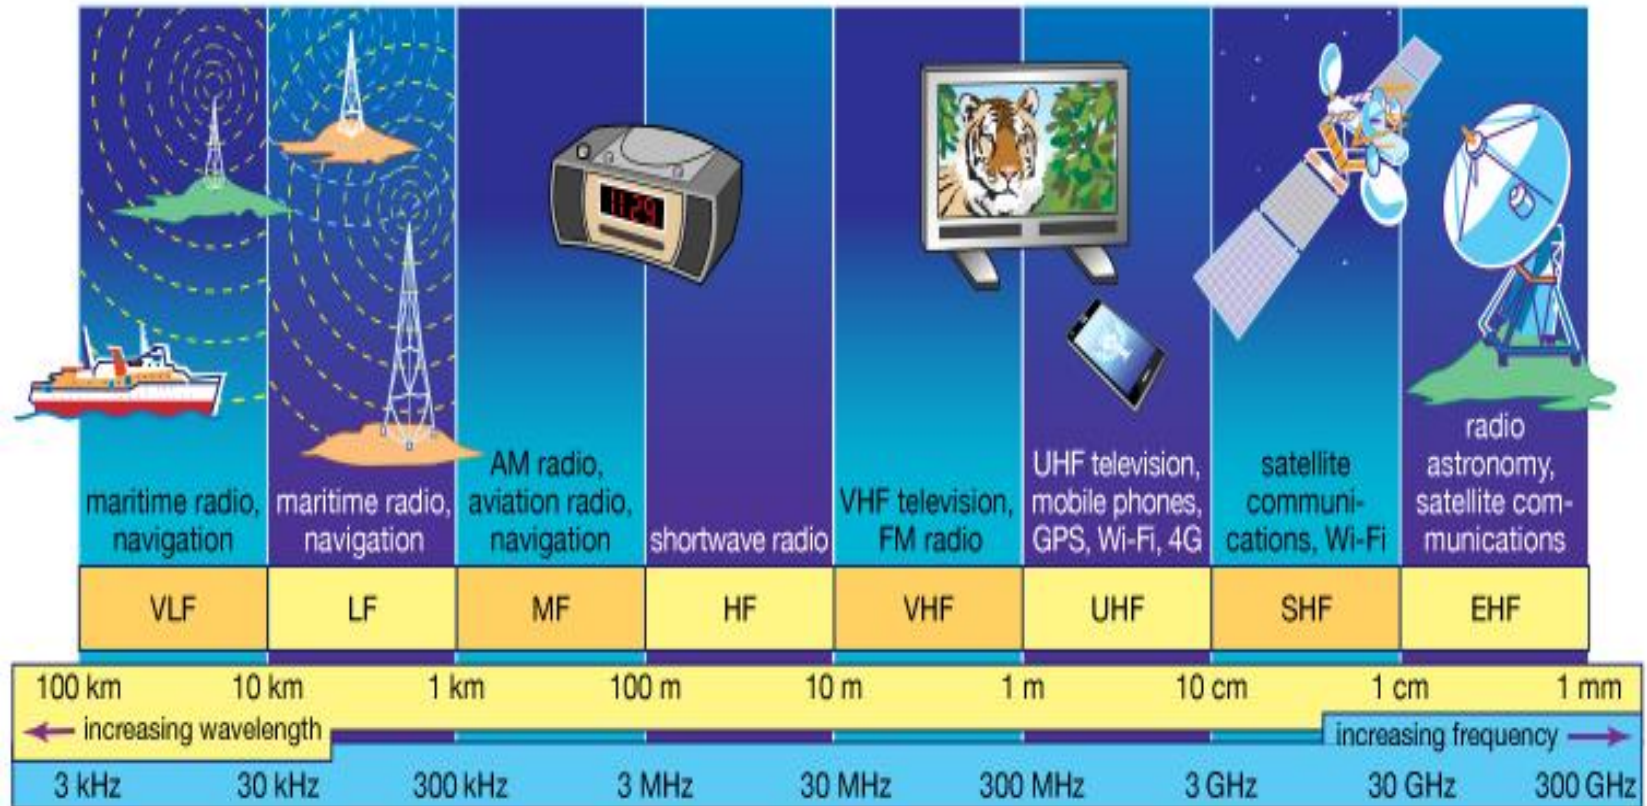 11:29
maritime radio,
navigation
maritime radio,
navigation
AM radio,
aviation radio,
navigation
shortwave radio
VHF television,
FM radio
UHF television,
mobile phones,
GPS, Wi-Fi, 4G
satellite
communi-
cations, Wi-Fi
radio
astronomy,
satellite com-
munications
VLF LF MF HF VHF UHF SHF EHF
100 km 10 km 1 km 100 m 10 m 1 m 10 cm 1 cm 1 mm
increasing wavelength
increasing frequency
3 kHz 30 kHz 300 kHz 3 MHz 30 MHz 300 MHz 3 GHz 30 GHz 300 GHz